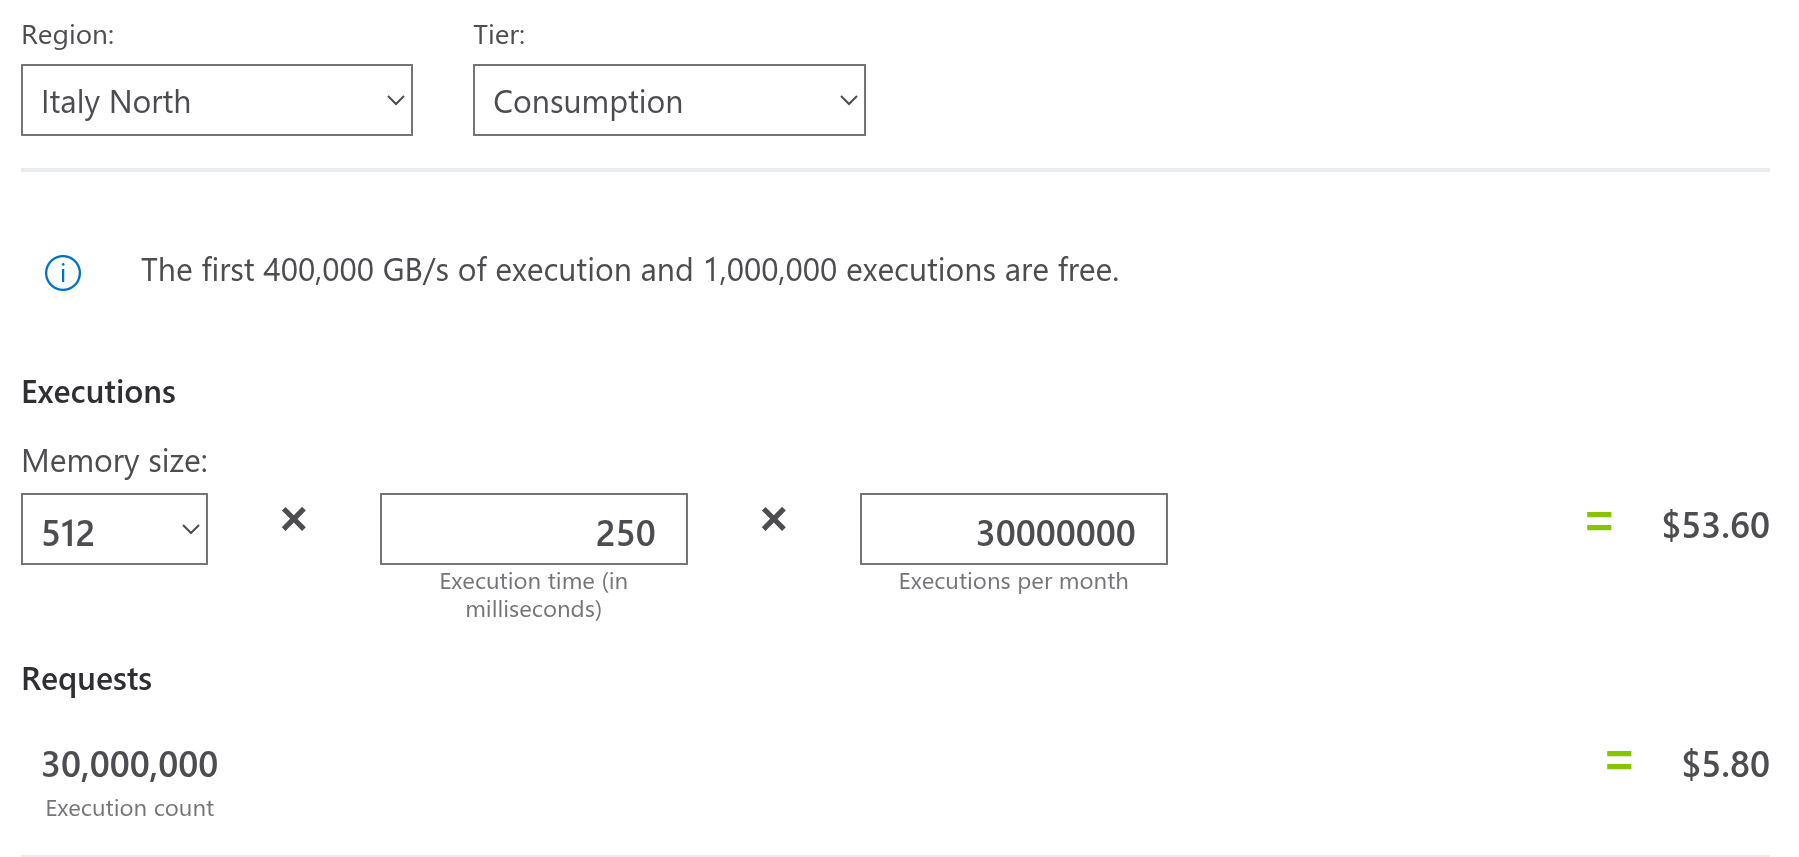 Region:
Tier:
Italy North
Consumption
The first 400,000 GB/s of execution and 1,000,000 executions are free.
Executions
Memory size:
512 × 250 × 30000000 = $53.60
Execution time (in
milliseconds)
Executions per month
Requests
30,000,000 = $5.80
Execution count